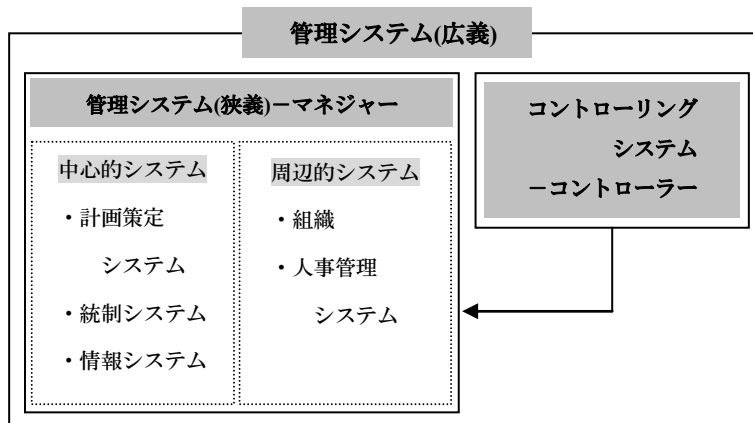 管理システム(広義)
管理システム(狭義)－マネジャー
中心的システム
・計画策定
システム
・統制システム
・情報システム
周辺的システム
・組織
・人事管理
システム
コントローリング
システム
－コントローラー